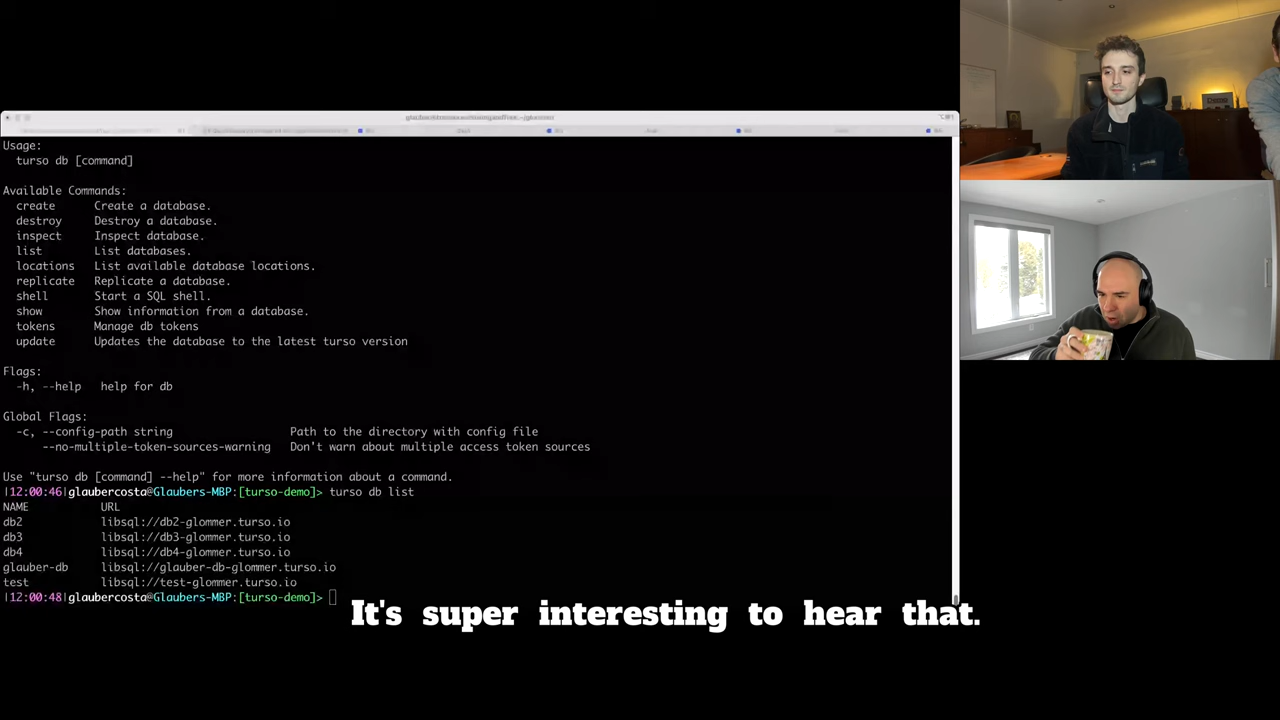 Usage:
turso db [command]
Available Commands:
create Create a database.
destroy Destroy a database.
inspect Inspect database.
list List databases.
locations List available database locations.
replicate Replicate a database.
shell Start a SQL shell.
show Show information from a database.
tokens Manage db tokens
update Updates the database to the latest turso version
Flags:
-h, --help help for db
Global Flags:
-c, --config-path string Path to the directory with config file
--no-multiple-token-sources-warning Don't warn about multiple access token sources
Use "turso db [command] --help" for more information about a command.
|12:00:46|glaubercosta@Glaubers-MBP:[turso-demo]> turso db list
NAME URL
db2 libsql://db2-glommer.turso.io
db3 libsql://db3-glommer.turso.io
db4 libsql://db4-glommer.turso.io
glauber-db libsql://glauber-db-glommer.turso.io
test libsql://test-glommer.turso.io
|12:00:48|glaubercosta@Glaubers-MBP:[turso-demo]>
It's super interesting to hear that.